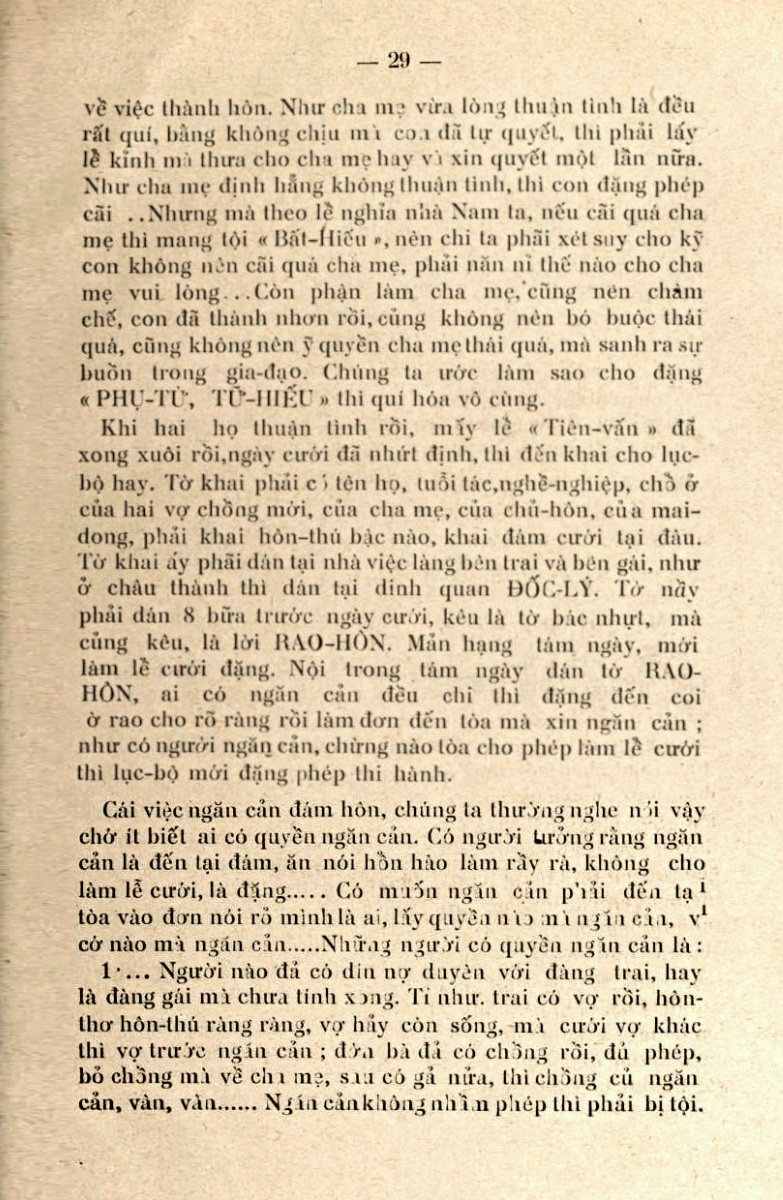 — 29 —
về việc thành hôn. Như cha mẹ vừa lòng thuận tình là đều
rất quí, bằng không chịu mà con đã tự quyết, thì phải lấy
lễ kỉnh mà thưa cho cha mẹ hay và xin quyết một lần nữa.
Như cha mẹ định hẳng không thuận tình, thì con đặng phép
cãi ..Nhưng mà theo lễ nghĩa nhà Nam ta, nếu cãi quá cha
mẹ thì mang tội « Bất-Hiếu », nên chi ta phãi xét suy cho kỹ
con không nên cãi quá cha mẹ, phải năn nỉ thế nào cho cha
mẹ vui lòng...Còn phận làm cha mẹ, cũng nên châm
chế, con đã thành nhơn rồi, củng không nên bó buộc thái
quá, cũng không nên ỹ quyền cha mẹ thái quá, mà sanh ra sự
buồn trong gia-đạo. Chúng ta ước làm sao cho đặng
« PHỤ-TỪ, TỬ-HIẾU » thì quí hóa vô cùng.
Khi hai họ thuận tình rồi, mấy lễ « Tiên-vấn » đã
xong xuôi rồi,ngày cưới đã nhứt định, thì đến khai cho lục-
bộ hay. Tờ khai phải có tên họ, tuổi tác,nghề-nghiệp, chỗ ở
của hai vợ chồng mới, của cha mẹ, của chủ-hôn, của mai-
dong, phải khai hôn-thú bậc nào, khai đám cưới tại đâu.
Tờ khai ấy phãi dán tại nhà việc làng bên trai và bên gái, như
ở châu thành thì dán tại dinh quan ĐỐC-LÝ. Tờ nầy
phải dán 8 bữa trước ngày cưới, kêu là tờ bác nhựt, mà
củng kêu, là lời RAO-HÔN. Mản hạng tám ngày, mới
làm lễ cưới đặng. Nội trong tám ngày dán tờ RAO-
HÔN, ai có ngăn cản đều chi thì đặng đến coi
ờ rao cho rõ ràng rồi làm đơn đến tòa mà xin ngăn cản ;
như có người ngăn cản, chừng nào tòa cho phép làm lễ cưới
thì lục-bộ mới đặng phép thi hành.
Cái việc ngăn cản đám hôn, chúng ta thường nghe nói vậy
chở ít biết ai có quyền ngăn cản. Có người tưởng rằng ngăn
cản là đến tại đám, ăn nói hồn hào làm rầy rà, không cho
làm lễ cưới, là đặng..... Có muốn ngăn cản phải đến tại
tòa vào đơn nói rỏ mình là ai, lấy quyền nào mà ngăn cản, vì
cớ nào mà ngăn cản.....Những người có quyền ngăn cản là :
1·... Người nào đả có dín nợ duyên với đàng trai, hay
là đàng gái mà chưa tính xong. Tỉ như. trai có vợ rồi, hôn-
thơ hôn-thú ràng ràng, vợ hảy còn sống, mà cưới vợ khác
thì vợ trước ngăn cản ; đờn bà đả có chồng rồi, đủ phép,
bỏ chồng mà về cha mẹ, sau có gả nửa, thì chồng củ ngăn
cản, vàn, vàn...... Ngăn cản không nhằm phép thì phải bị tội.